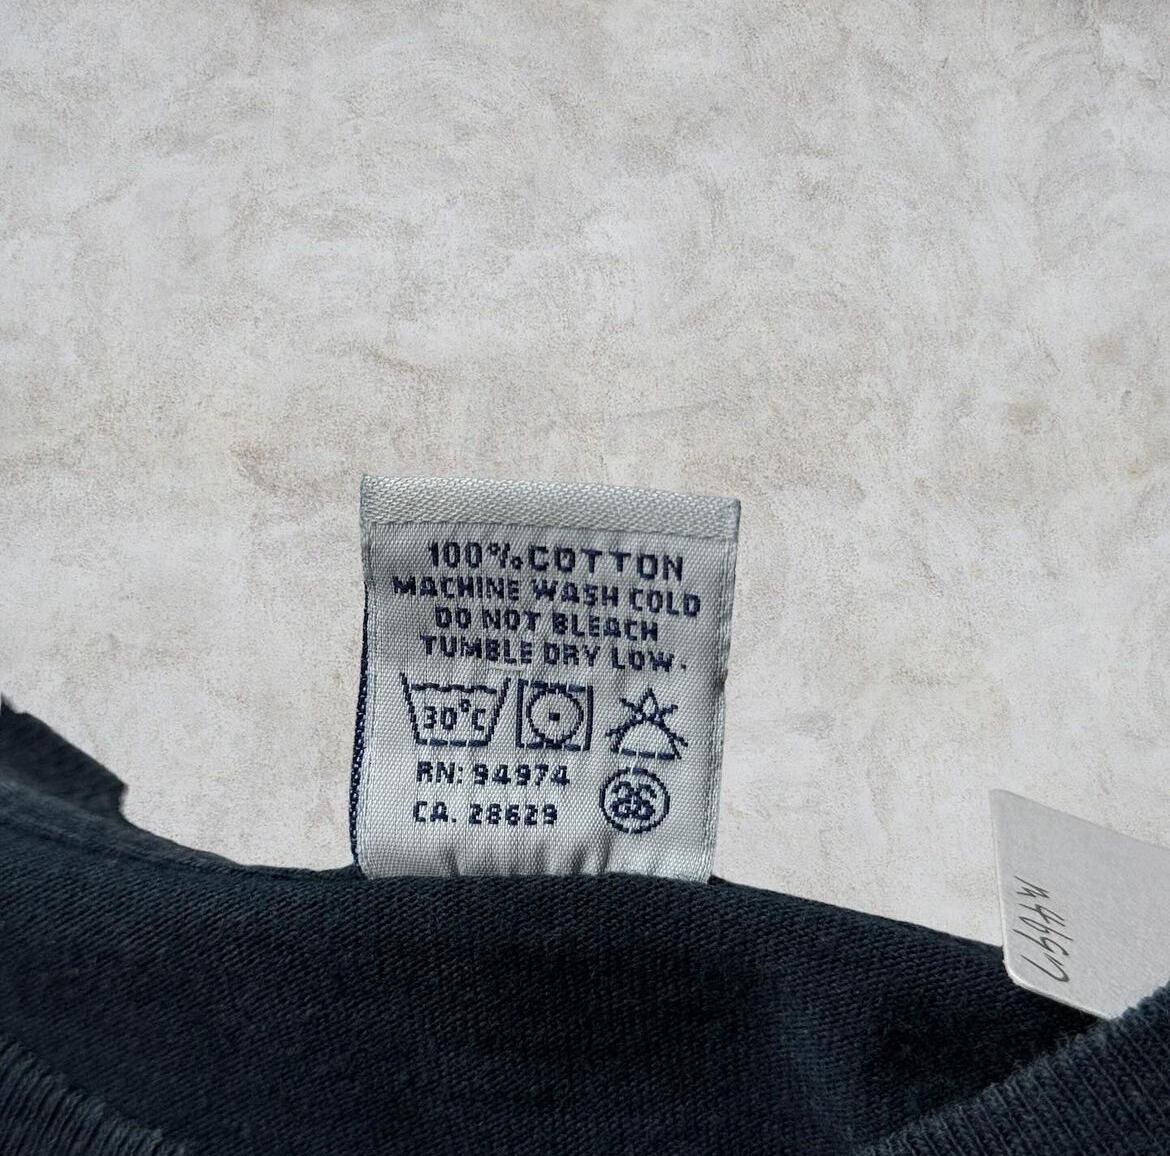 100% COTTON
MACHINE WASH COLD
DO NOT BLEACH
TUMBLE DRY LOW.
30°C
RN: 94974
CA. 28629